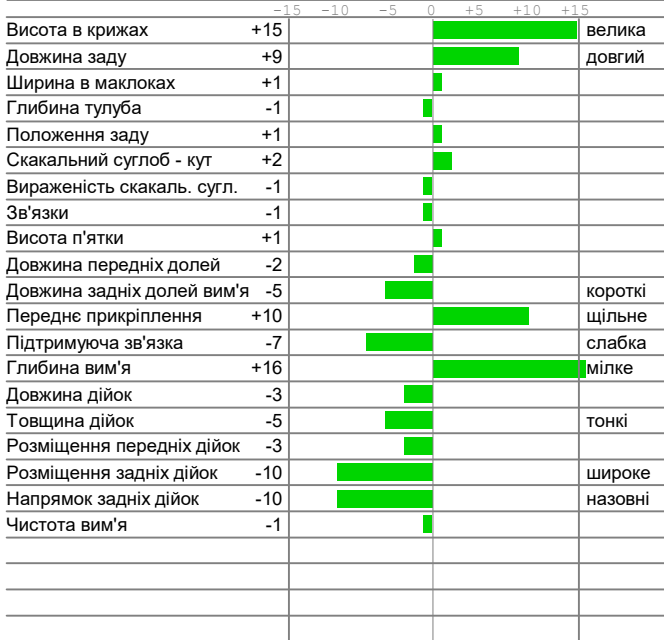 -15 -10 -5 0 +5 +10 +15
Висота в крижах +15 велика
Довжина заду +9 довгий
Ширина в маклоках +1
Глибина тулуба -1
Положення заду +1
Скакальний суглоб - кут +2
Вираженість скакаль. сугл. -1
Зв'язки -1
Висота п'ятки +1
Довжина передніх долей -2
Довжина задніх долей вим'я -5 короткі
Переднє прикріплення +10 щільне
Підтримуюча зв'язка -7 слабка
Глибина вим'я +16 мілке
Довжина дійок -3
Товщина дійок -5 тонкі
Розміщення передніх дійок -3
Розміщення задніх дійок -10 широке
Напрямок задніх дійок -10 назовні
Чистота вим'я -1